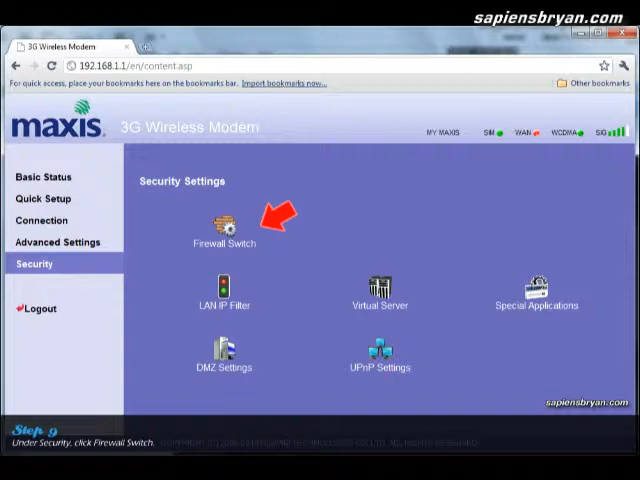 sapiensbryan.com
3G Wireless Modem
192.168.1.1/en/content.asp
For quick access, place your bookmarks here on the bookmarks bar. Import bookmarks now...
Other bookmarks
maxis
3G Wireless Modem
MY MAXIS
SIM
WAN
WCDMA
SIG
Basic Status
Quick Setup
Connection
Advanced Settings
Security
Logout
Security Settings
Firewall Switch
LAN IP Filter
Virtual Server
Special Applications
DMZ Settings
UPnP Settings
sapiensbryan.com
Step 9
Under Security, click Firewall Switch.